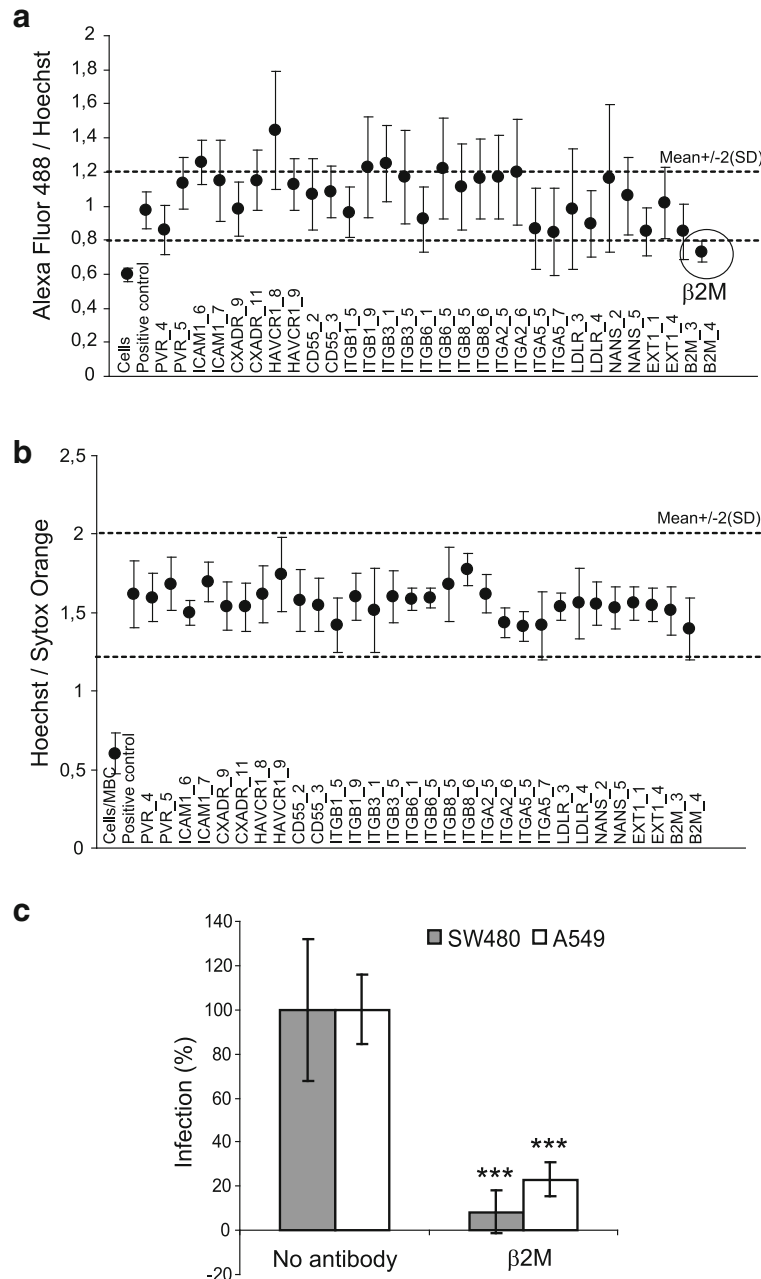 a
Alexa Fluor 488 / Hoechst
2
1,8
1,6
1,4
1,2
1
0,8
0,6
0,4
0,2
0
Mean+/-2(SD)
β2M
Cells
Positive control
PVR_4
PVR_5
ICAM1_6
ICAM1_7
CXADR_9
CXADR_11
HAVCR1_8
HAVCR1_9
CD55_2
CD55_3
ITGB1_5
ITGB1_9
ITGB3_1
ITGB3_5
ITGB6_1
ITGB6_5
ITGB8_5
ITGB8_6
ITGA2_5
ITGA2_6
ITGA5_5
ITGA5_7
LDLR_3
LDLR_4
NANS_2
NANS_5
EXT1_1
EXT1_4
B2M_3
B2M_4
b
Hoechst / Sytox Orange
2,5
2
1,5
1
0,5
0
Mean+/-2(SD)
Cells/MBC
Positive control
PVR_4
PVR_5
ICAM1_6
ICAM1_7
CXADR_9
CXADR_11
HAVCR1_8
HAVCR1_9
CD55_2
CD55_3
ITGB1_5
ITGB1_9
ITGB3_1
ITGB3_5
ITGB6_1
ITGB6_5
ITGB8_5
ITGB8_6
ITGA2_5
ITGA2_6
ITGA5_5
ITGA5_7
LDLR_3
LDLR_4
NANS_2
NANS_5
EXT1_1
EXT1_4
B2M_3
B2M_4
c
Infection (%)
140
120
100
80
60
40
20
0
-20
SW480 A549
*** ***
No antibody β2M